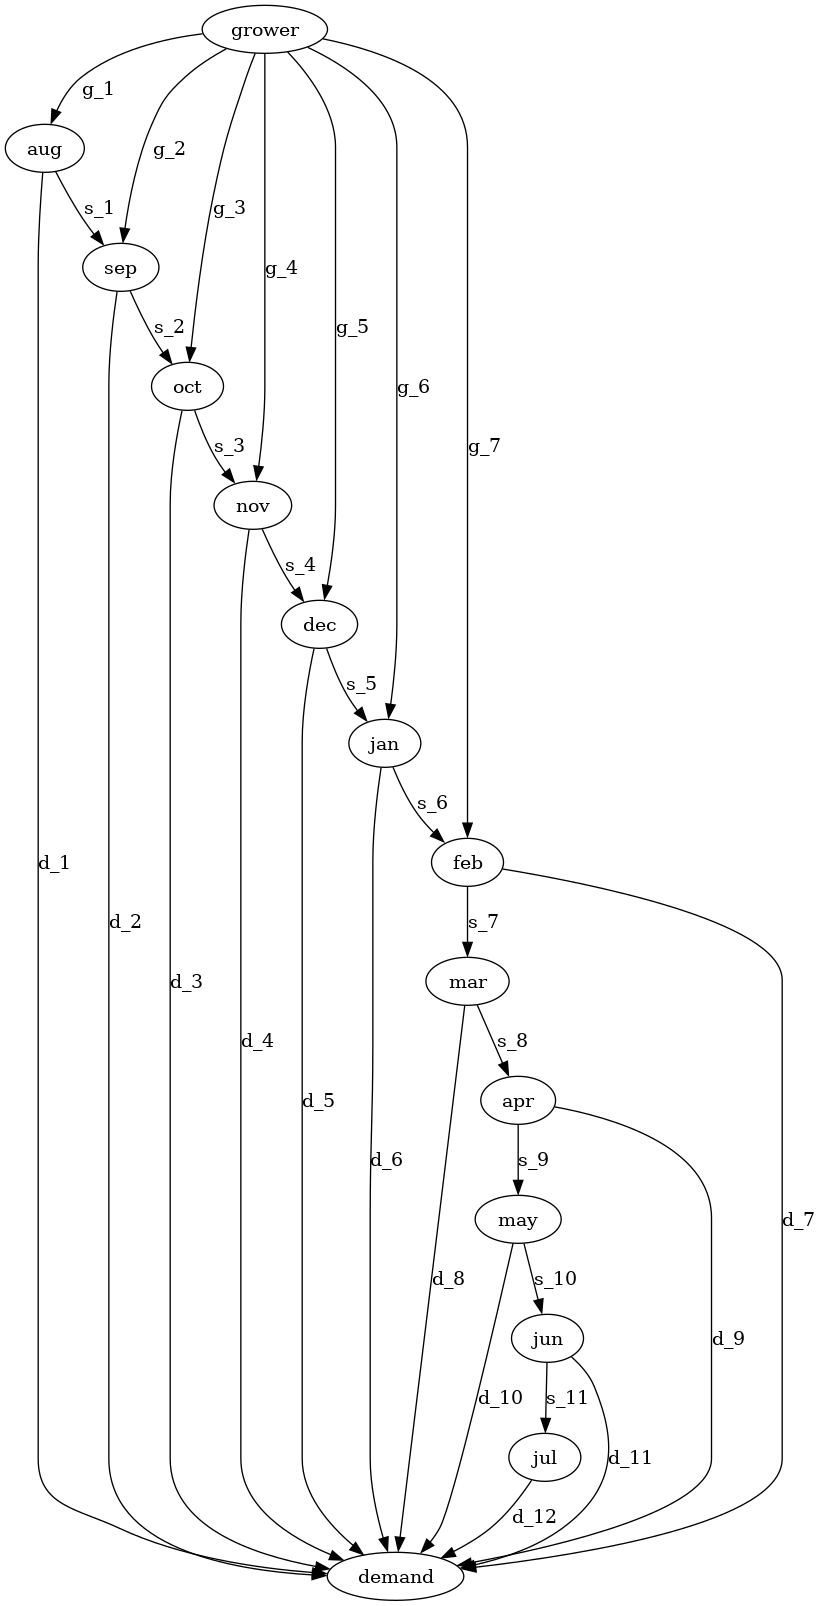 grower
g_1
aug
g_2
s_1
g_3
sep
g_4
s_2
g_5
oct
g_6
s_3
g_7
nov
s_4
dec
s_5
jan
s_6
d_1
feb
d_2
s_7
d_3
mar
d_4
s_8
d_5
apr
d_6
s_9
may
d_7
d_8
s_10
jun
d_9
d_10
s_11
jul
d_11
d_12
demand